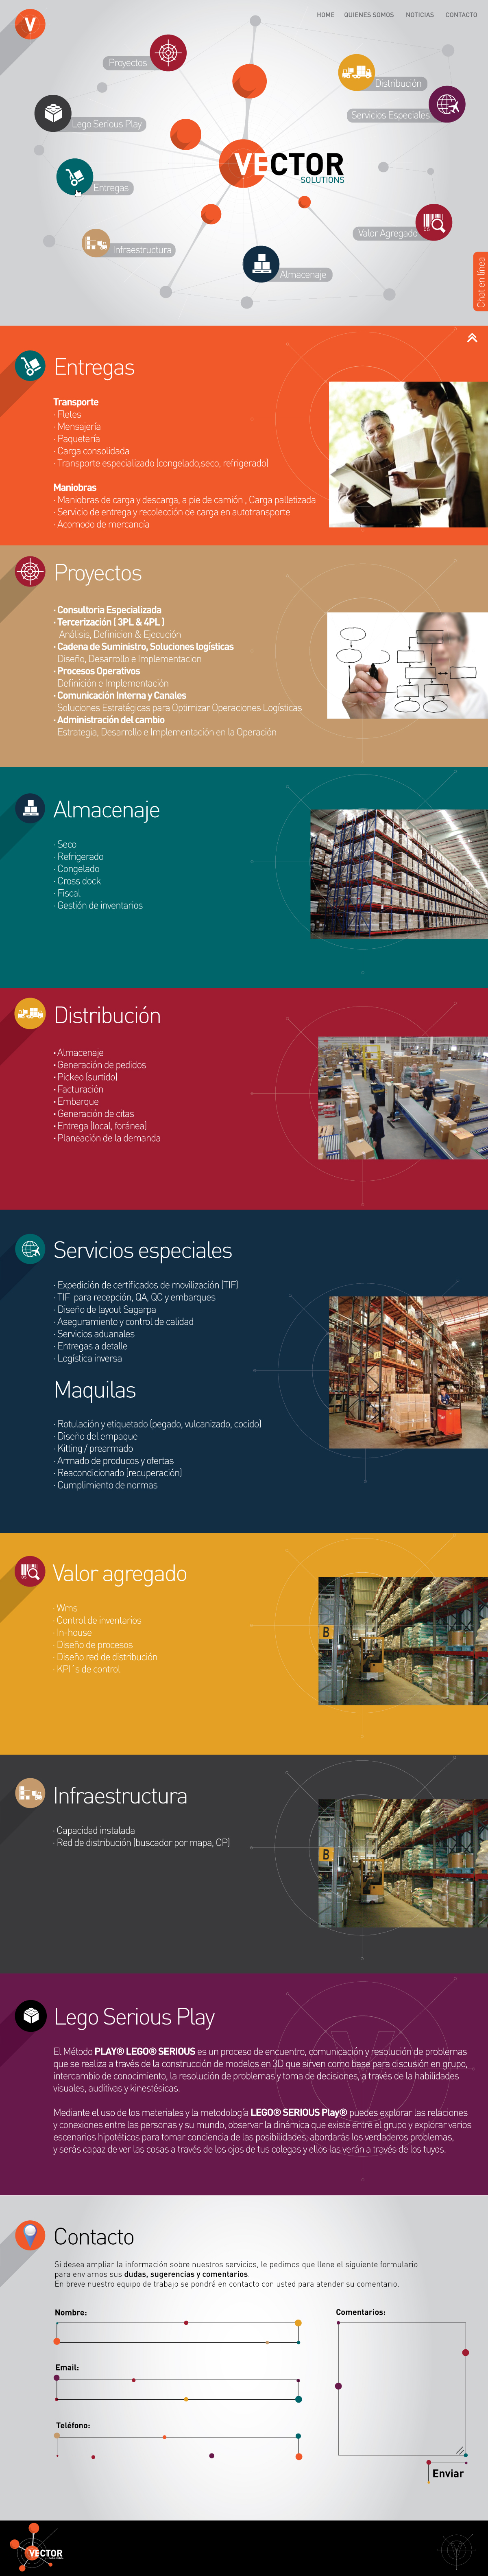 V
HOME QUIENES SOMOS NOTICIAS CONTACTO
Proyectos
Distribución
Servicios Especiales
Lego Serious Play
VECTOR
SOLUTIONS
Entregas
Valor Agregado
Infraestructura
Almacenaje
Chat en línea
Entregas
Transporte
· Fletes
· Mensajería
· Paquetería
· Carga consolidada
· Transporte especializado (congelado,seco, refrigerado)
Maniobras
· Maniobras de carga y descarga, a pie de camión , Carga palletizada
· Servicio de entrega y recolección de carga en autotransporte
· Acomodo de mercancía
Proyectos
· Consultoria Especializada
· Tercerización ( 3PL & 4PL )
Análisis, Definicion & Ejecución
· Cadena de Suministro, Soluciones logísticas
Diseño, Desarrollo e Implementacion
· Procesos Operativos
Definición e Implementación
· Comunicación Interna y Canales
Soluciones Estratégicas para Optimizar Operaciones Logísticas
· Administración del cambio
Estrategia, Desarrollo e Implementación en la Operación
Almacenaje
· Seco
· Refrigerado
· Congelado
· Cross dock
· Fiscal
· Gestión de inventarios
Distribución
· Almacenaje
· Generación de pedidos
· Pickeo (surtido)
· Facturación
· Embarque
· Generación de citas
· Entrega (local, foránea)
· Planeación de la demanda
Servicios especiales
· Expedición de certificados de movilización (TIF)
· TIF para recepción, QA, QC y embarques
· Diseño de layout Sagarpa
· Aseguramiento y control de calidad
· Servicios aduanales
· Entregas a detalle
· Logística inversa
Maquilas
· Rotulación y etiquetado (pegado, vulcanizado, cocido)
· Diseño del empaque
· Kitting / prearmado
· Armado de producos y ofertas
· Reacondicionado (recuperación)
· Cumplimiento de normas
Valor agregado
· Wms
· Control de inventarios
· In-house
· Diseño de procesos
· Diseño red de distribución
· KPI´s de control
B
Infraestructura
· Capacidad instalada
· Red de distribución (buscador por mapa, CP)
B
Lego Serious Play
El Método PLAY® LEGO® SERIOUS es un proceso de encuentro, comunicación y resolución de problemas
que se realiza a través de la construcción de modelos en 3D que sirven como base para discusión en grupo,
intercambio de conocimiento, la resolución de problemas y toma de decisiones, a través de la habilidades
visuales, auditivas y kinestésicas.
Mediante el uso de los materiales y la metodología LEGO® SERIOUS Play® puedes explorar las relaciones
y conexiones entre las personas y su mundo, observar la dinámica que existe entre el grupo y explorar varios
escenarios hipotéticos para tomar conciencia de las posibilidades, abordarás los verdaderos problemas,
y serás capaz de ver las cosas a través de los ojos de tus colegas y ellos las verán a través de los tuyos.
Contacto
Si desea ampliar la información sobre nuestros servicios, le pedimos que llene el siguiente formulario
para enviarnos sus dudas, sugerencias y comentarios.
En breve nuestro equipo de trabajo se pondrá en contacto con usted para atender su comentario.
Nombre:
Comentarios:
Email:
Teléfono:
Enviar
VECTOR
SOLUTIONS
V